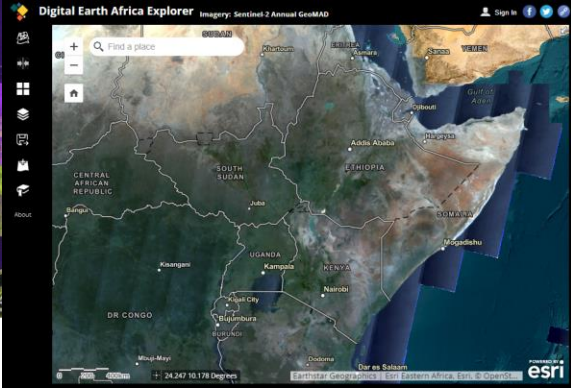 Digital Earth Africa Explorer Imagery: Sentinel-2 Annual GeoMAD
Sign In
Find a place
SUDAN
Khartoum
ERITREA
Asmara
Sanaa
YEMEN
Gulf of
Aden
Djibouti
Hargeysa
Addis Ababa
ETHIOPIA
SOUTH
SUDAN
CENTRAL
AFRICAN
REPUBLIC
Juba
SOMALIA
Bangui
Mogadishu
About
UGANDA
Kisangani
Kampala
KENYA
Nairobi
Kigali City
DR CONGO
Bujumbura
BURUNDI
Mbuji-Mayi
Dodoma
Dar es Salaam
24.247 10.178 Degrees
Earthstar Geographics | Esri Eastern Africa, Esri, © OpenSt...
POWERED BY
esri